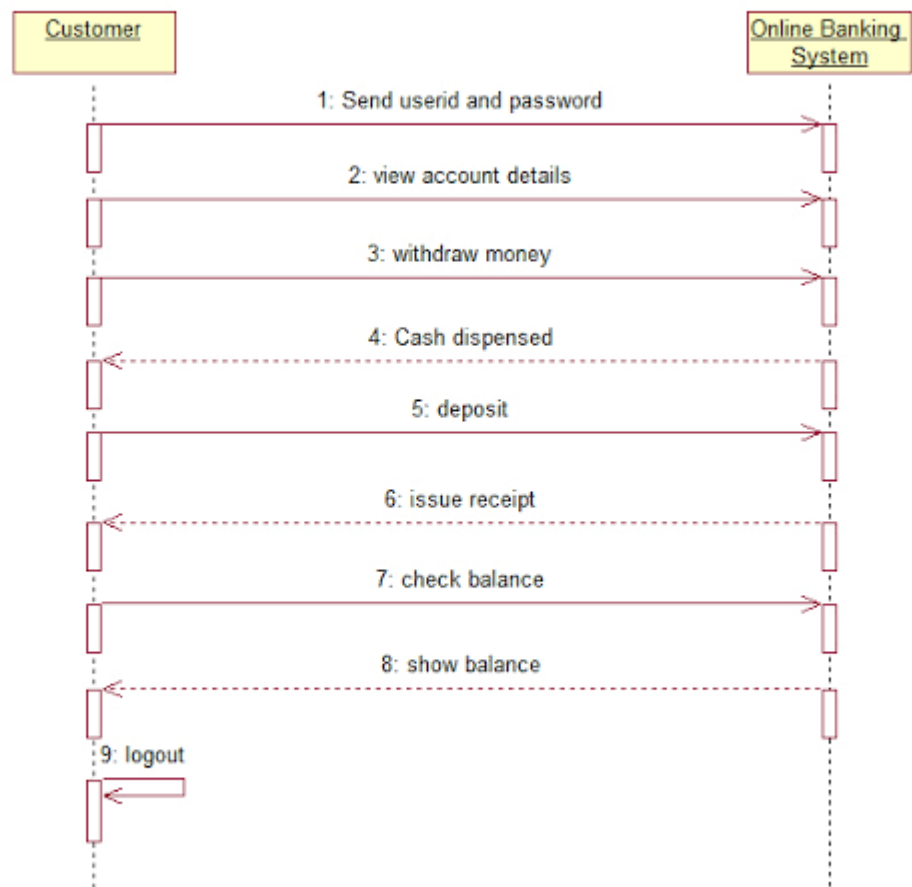 Customer
Online Banking
System
1: Send userid and password
2: view account details
3: withdraw money
4: Cash dispensed
5: deposit
6: issue receipt
7: check balance
8: show balance
9: logout